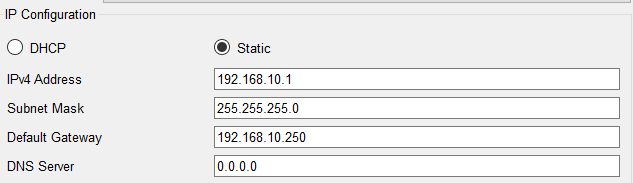 IP Configuration
DHCP Static
IPv4 Address 192.168.10.1
Subnet Mask 255.255.255.0
Default Gateway 192.168.10.250
DNS Server 0.0.0.0